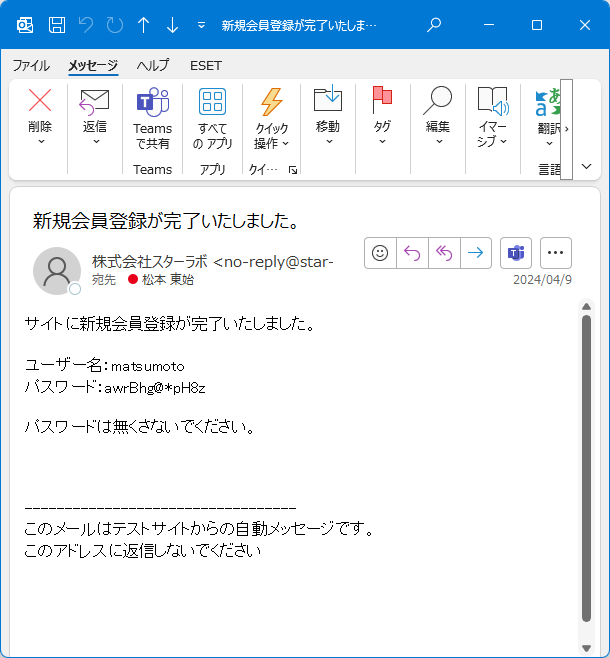 新規会員登録が完了いたしま…
ファイル メッセージ ヘルプ ESET
削除 返信 Teams で共有 すべて の アプリ クイック 操作 移動 タグ 編集 イマー シブ 翻訳
Teams アプリ クイ… 言語
新規会員登録が完了いたしました。
株式会社スターラボ <no-reply@star-
宛先 松本 東始
2024/04/9
サイトに新規会員登録が完了いたしました。
ユーザー名:matsumoto
パスワード:awrBhg@*pH8z
パスワードは無くさないでください。
----------------------------------
このメールはテストサイトからの自動メッセージです。
このアドレスに返信しないでください